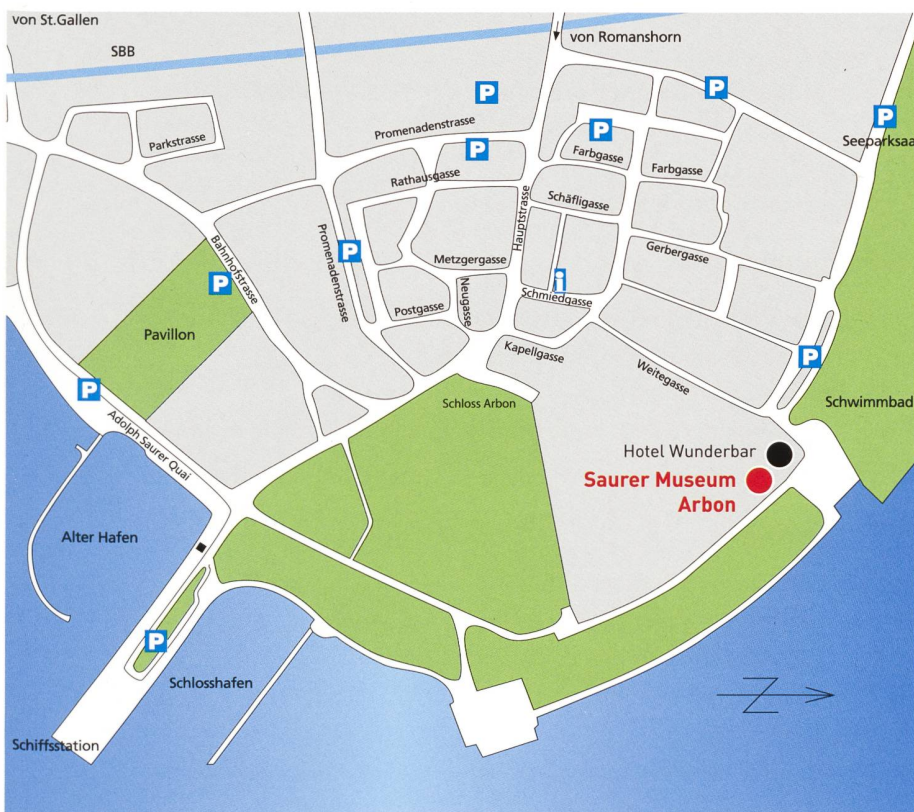 von St.Gallen
SBB
von Romanshorn
P
P
P
Seeparksaa
Promenadenstrasse
P
P
Parkstrasse
Farbgasse
Farbgasse
Rathausgasse
Schäfligasse
Hauptstrasse
Promenadenstrasse
Bahnhofstrasse
P
Metzgergasse
Gerbergasse
P
i
Schmiedgasse
Neugasse
Postgasse
Pavillon
Kapellgasse
Weitegasse
P
P
Schloss Arbon
Schwimmbad
Adolph Saurer Quai
Hotel Wunderbar
Saurer Museum
Arbon
Alter Hafen
P
Schlosshafen
Schiffsstation